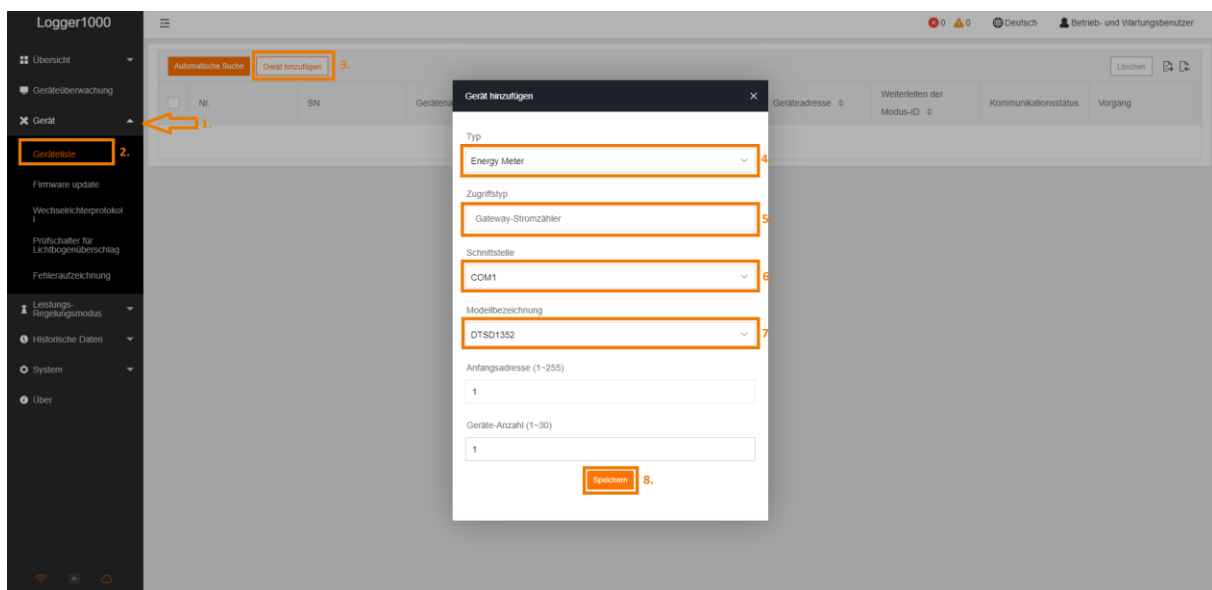 Logger1000
0 0 Deutsch Betrieb- und Wartungsbenutzer
Übersicht
Geräteüberwachung
Gerät
1.
Geräteliste 2.
Firmware update
Wechselrichterprotokol
l
Prüfschalter für
Lichtbogenüberschlag
Fehleraufzeichnung
Leistungs-
Regelungsmodus
Historische Daten
System
Über
Automatische Suche Gerät hinzufügen 3. Löschen
Nr. SN Gerätena Geräteadresse Weiterleiten der
Modus-ID
Kommunikationsstatus Vorgang
Gerät hinzufügen
Typ
Energy Meter 4
Zugriffstyp
Gateway-Stromzähler 5
Schnittstelle
COM1 6
Modellbezeichnung
DTSD1352 7
Anfangsadresse (1~255)
1
Geräte-Anzahl (1~30)
1
Speichern 8.